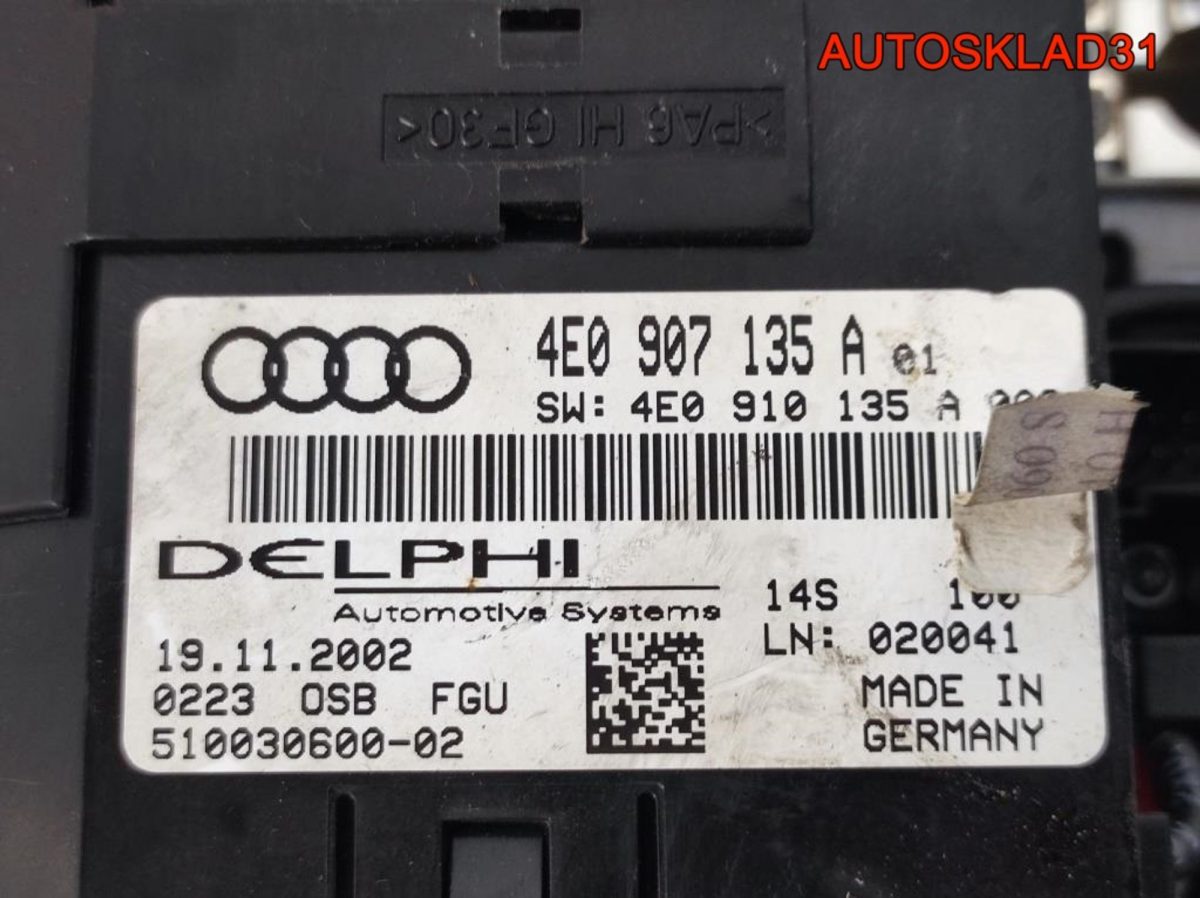 AUTOSKLAD31
>PA6 HI GF30<
4E0 907 135 A 01
SW: 4E0 910 135 A
DELPHI
Automotive Systems
14S 100
19.11.2002
LN: 020041
0223 OSB FGU
MADE IN
510030600-02
GERMANY